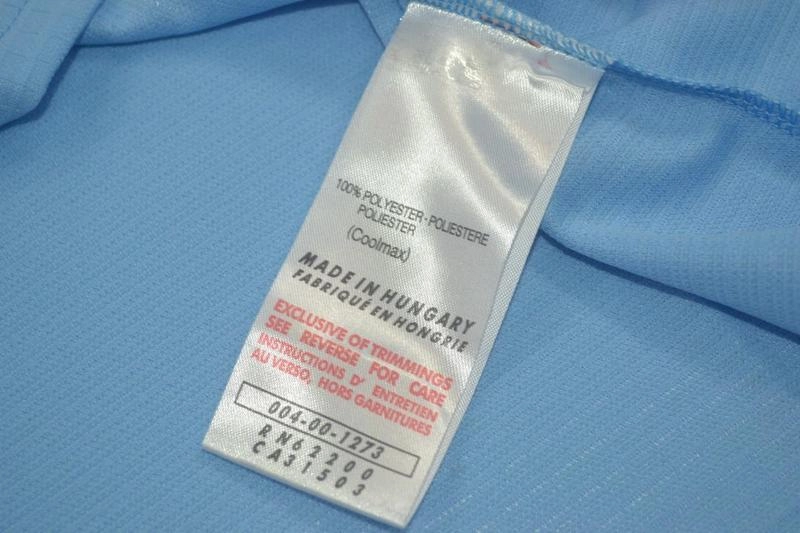 100% POLYESTER-POLIESTERE
POLIESTER
(Coolmax)
MADE IN HUNGARY
FABRIQUÉ EN HONGRIE
EXCLUSIVE OF TRIMMINGS
SEE REVERSE FOR CARE
INSTRUCTIONS D' ENTRETIEN
AU VERSO, HORS GARNITURES
004-00-1273
RN62200
CA31503